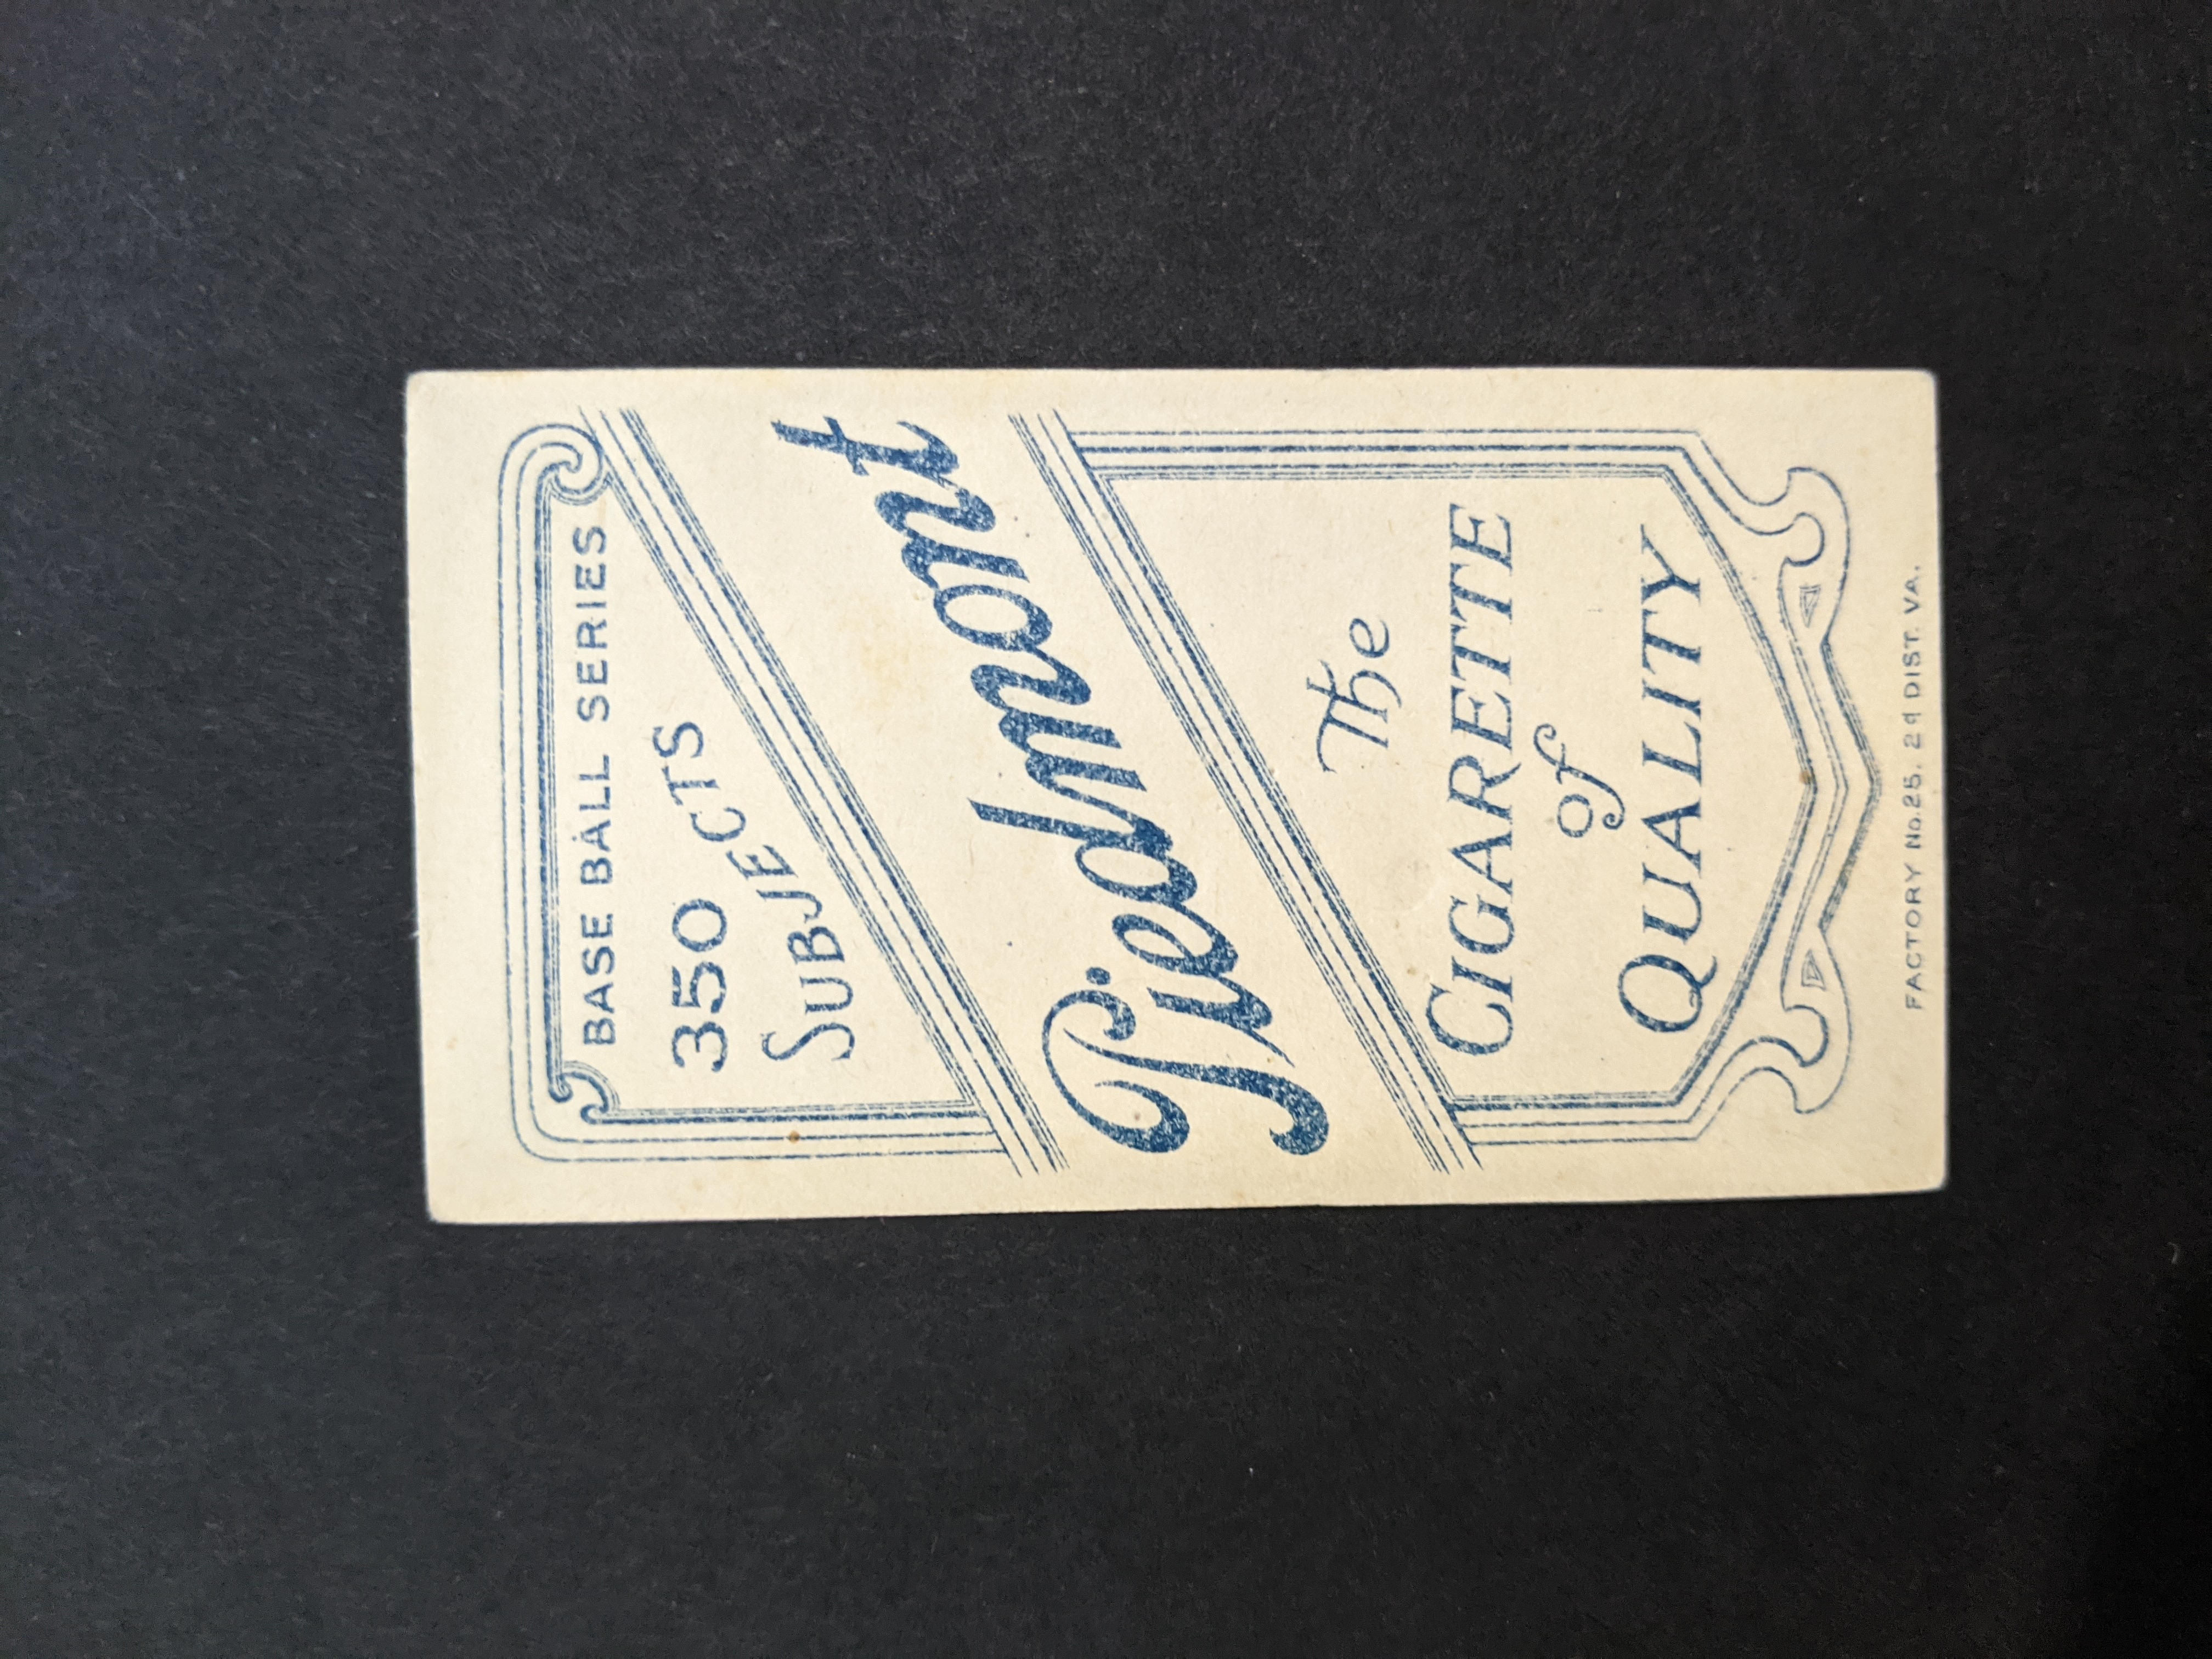 BASE BALL SERIES
350
SUBJECTS
Piedmont
The
CIGARETTE
of
QUALITY
FACTORY No. 25. 2d DIST. VA.